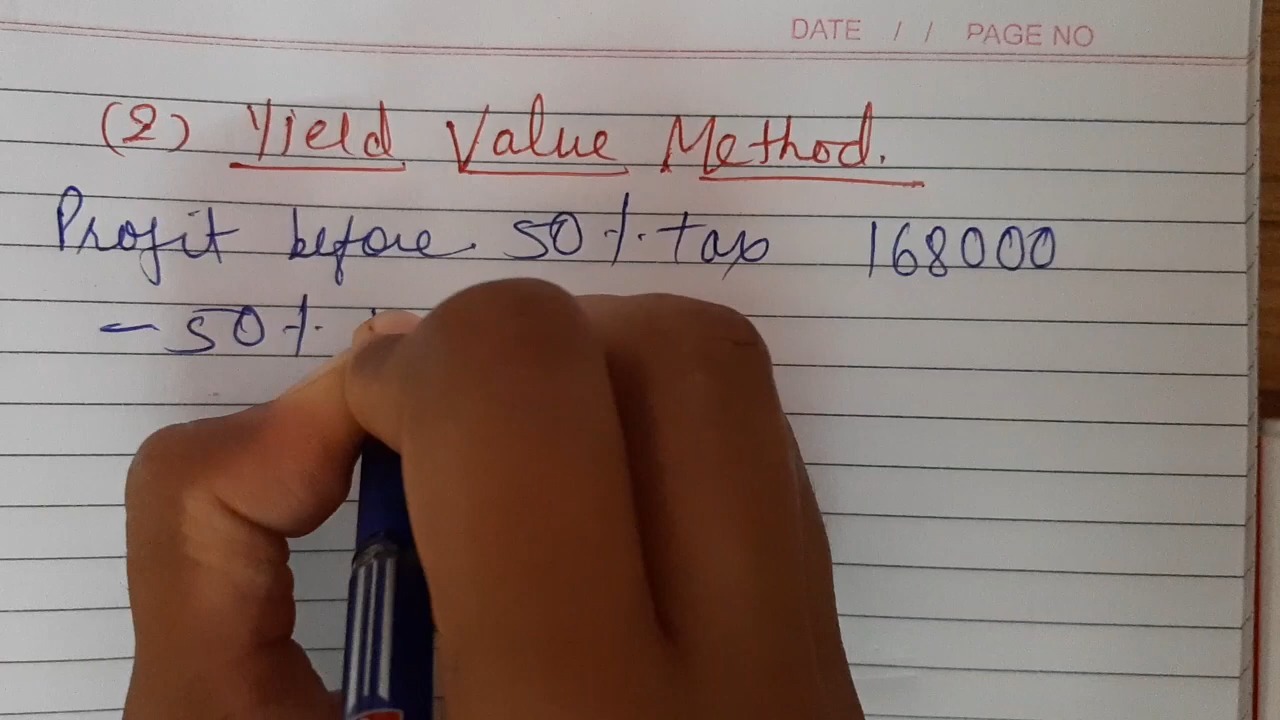 DATE / / PAGE NO
(2) Yield Value Method.
Profit before 50% tax 168000
- 50%